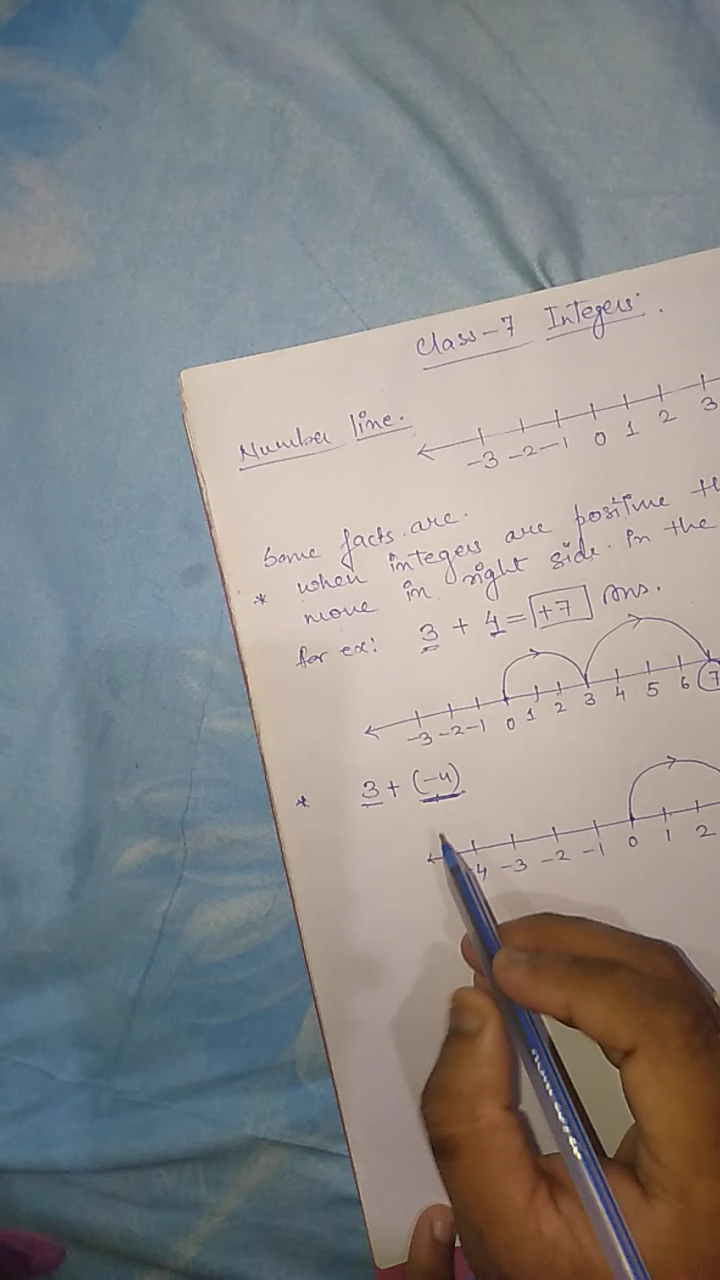 Class-7 Integers.
Number line.
-3 -2 -1 0 1 2 3
Some facts are.
* when integers are positive
move in right side. in the
for ex: 3 + 4 = +7 Ans.
-3 -2 -1 0 1 2 3 4 5 6 7
* 3 + (-4)
-4 -3 -2 -1 0 1 2